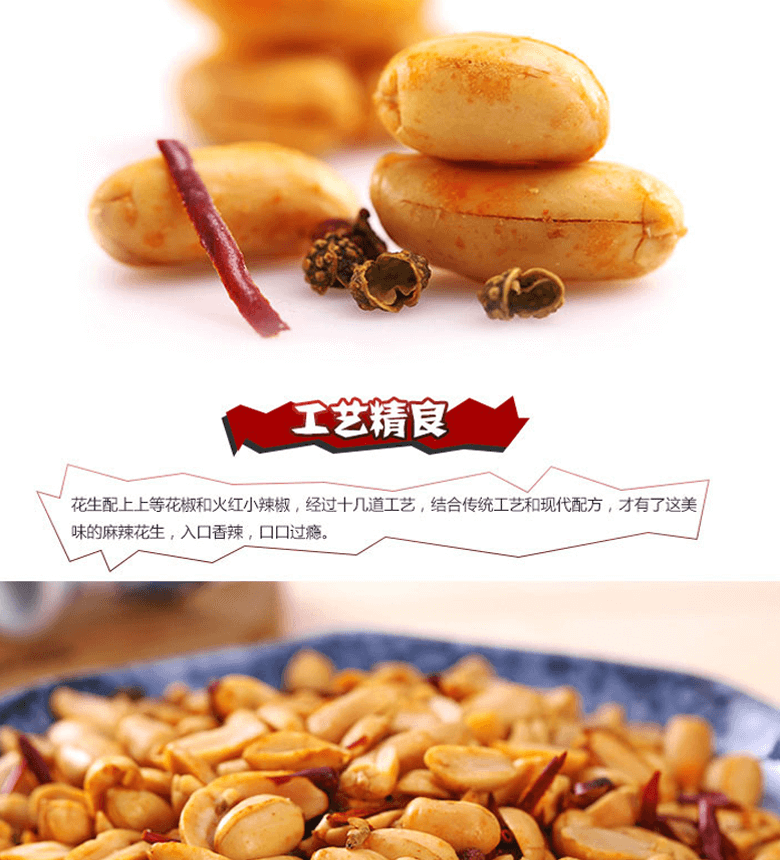 工艺精良
花生配上上等花椒和火红小辣椒，经过十几道工艺，结合传统工艺和现代配方，才有了这美
味的麻辣花生，入口香辣，口口过瘾。